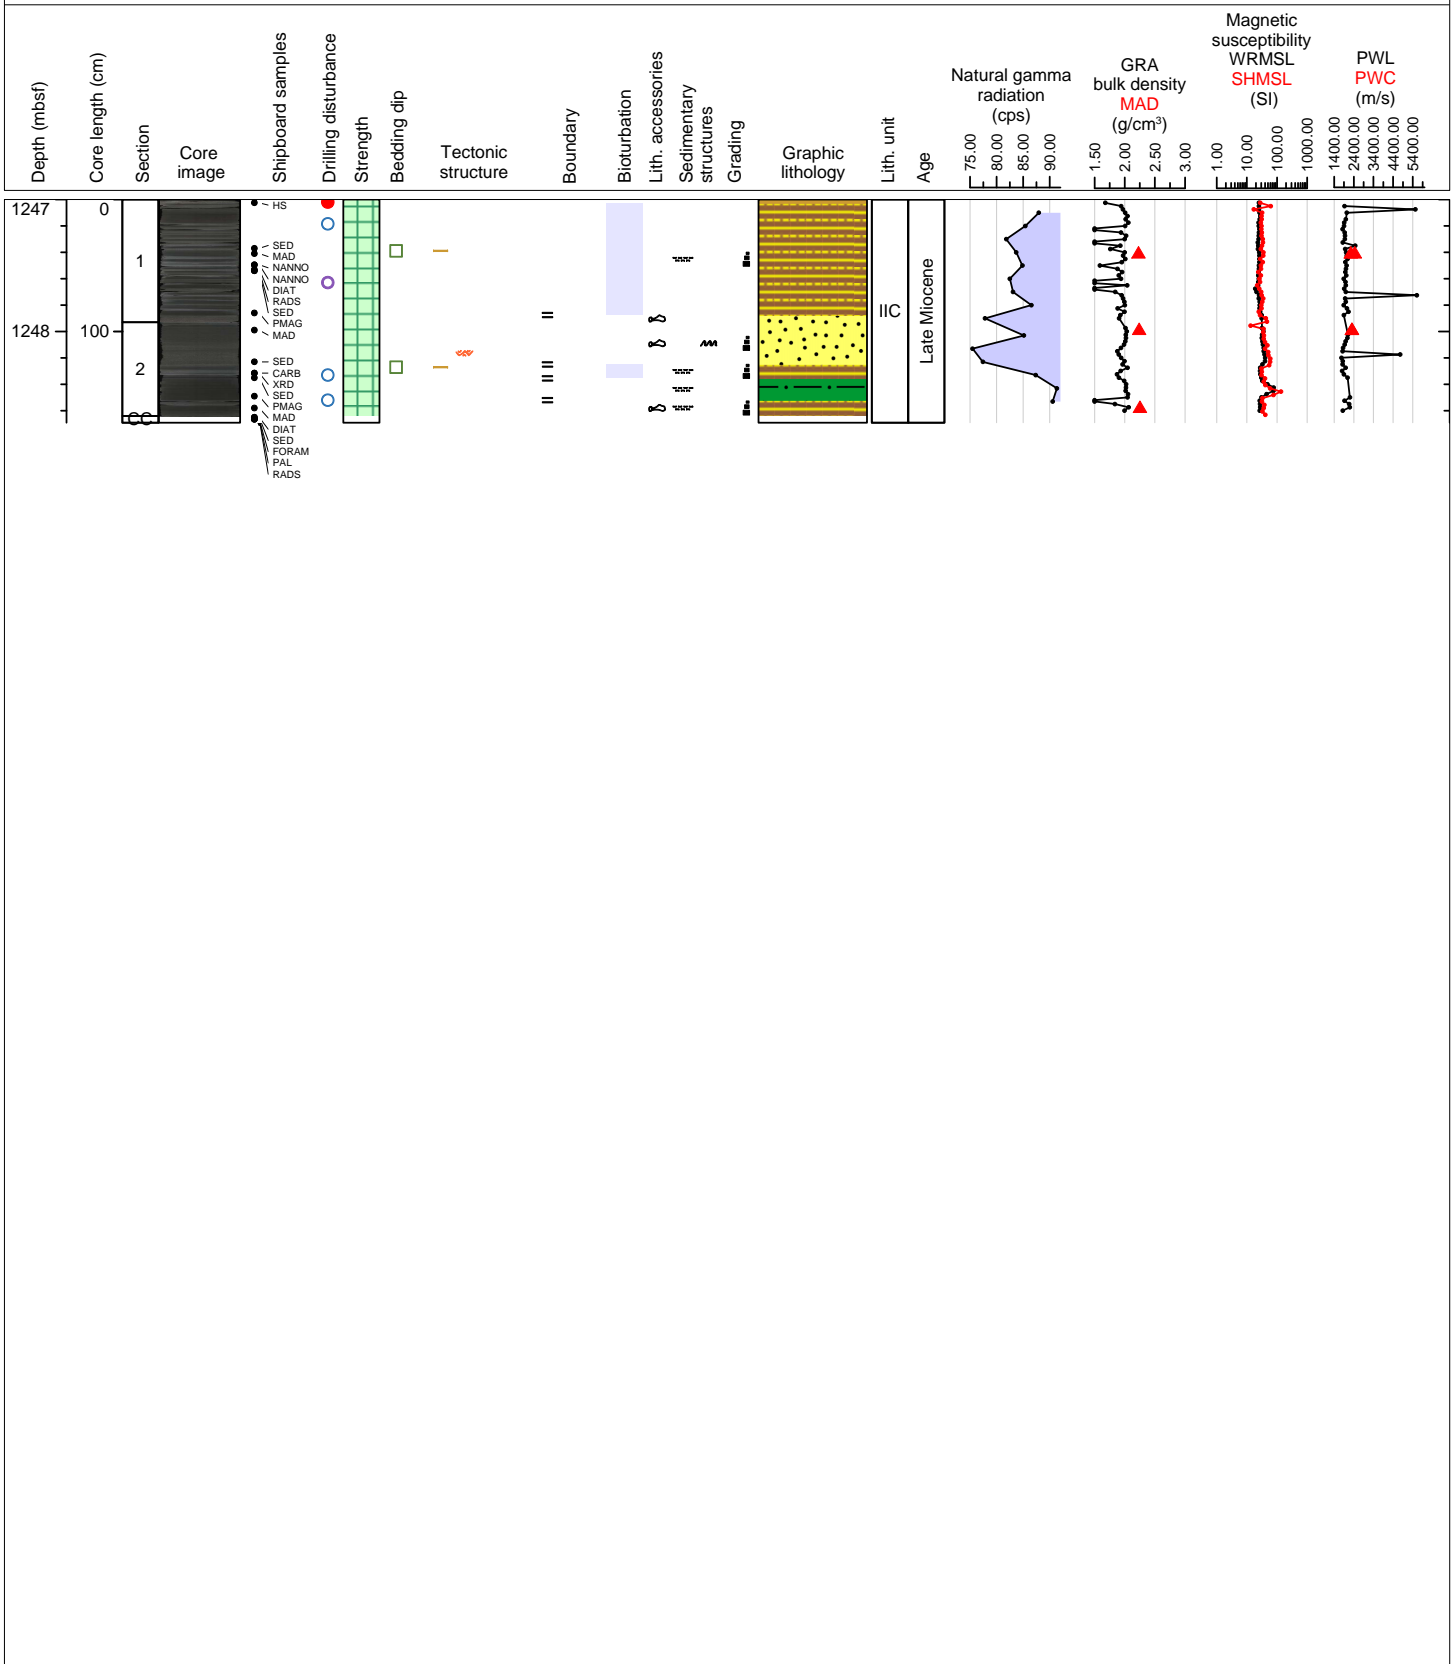 Depth (mbsf)
Core length (cm)
Section
Core
image
Shipboard samples
Drilling disturbance
Strength
Bedding dip
Tectonic
structure
Boundary
Bioturbation
Lith. accessories
Sedimentary
structures
Grading
Graphic
lithology
Lith. unit
Age
Natural gamma
radiation
(cps)
75.00
80.00
85.00
90.00
GRA
bulk density
MAD
(g/cm³)
1.50
2.00
2.50
3.00
Magnetic
susceptibility
WRMSL
SHMSL
(SI)
1.00
10.00
100.00
1000.00
PWL
PWC
(m/s)
1400.00
2400.00
3400.00
4400.00
5400.00
1247
0
1248
100
1
2
CC
HS
SED
MAD
NANNO
NANNO
DIAT
RADS
SED
PMAG
MAD
SED
CARB
XRD
SED
PMAG
MAD
DIAT
SED
FORAM
PAL
RADS
IIC
Late Miocene